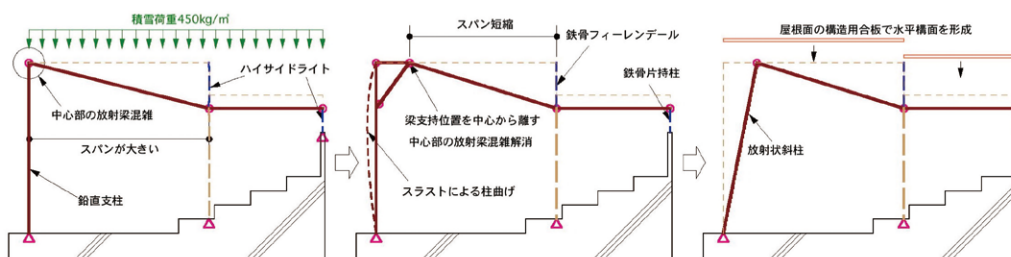 積雪荷重450kg/㎡
ハイサイドライト
中心部の放射梁混雑
スパンが大きい
鉛直支柱
スパン短縮
鉄骨フィーレンデール
鉄骨片持柱
梁支持位置を中心から離す
中心部の放射梁混雑解消
スラストによる柱曲げ
屋根面の構造用合板で水平構面を形成
放射状斜柱